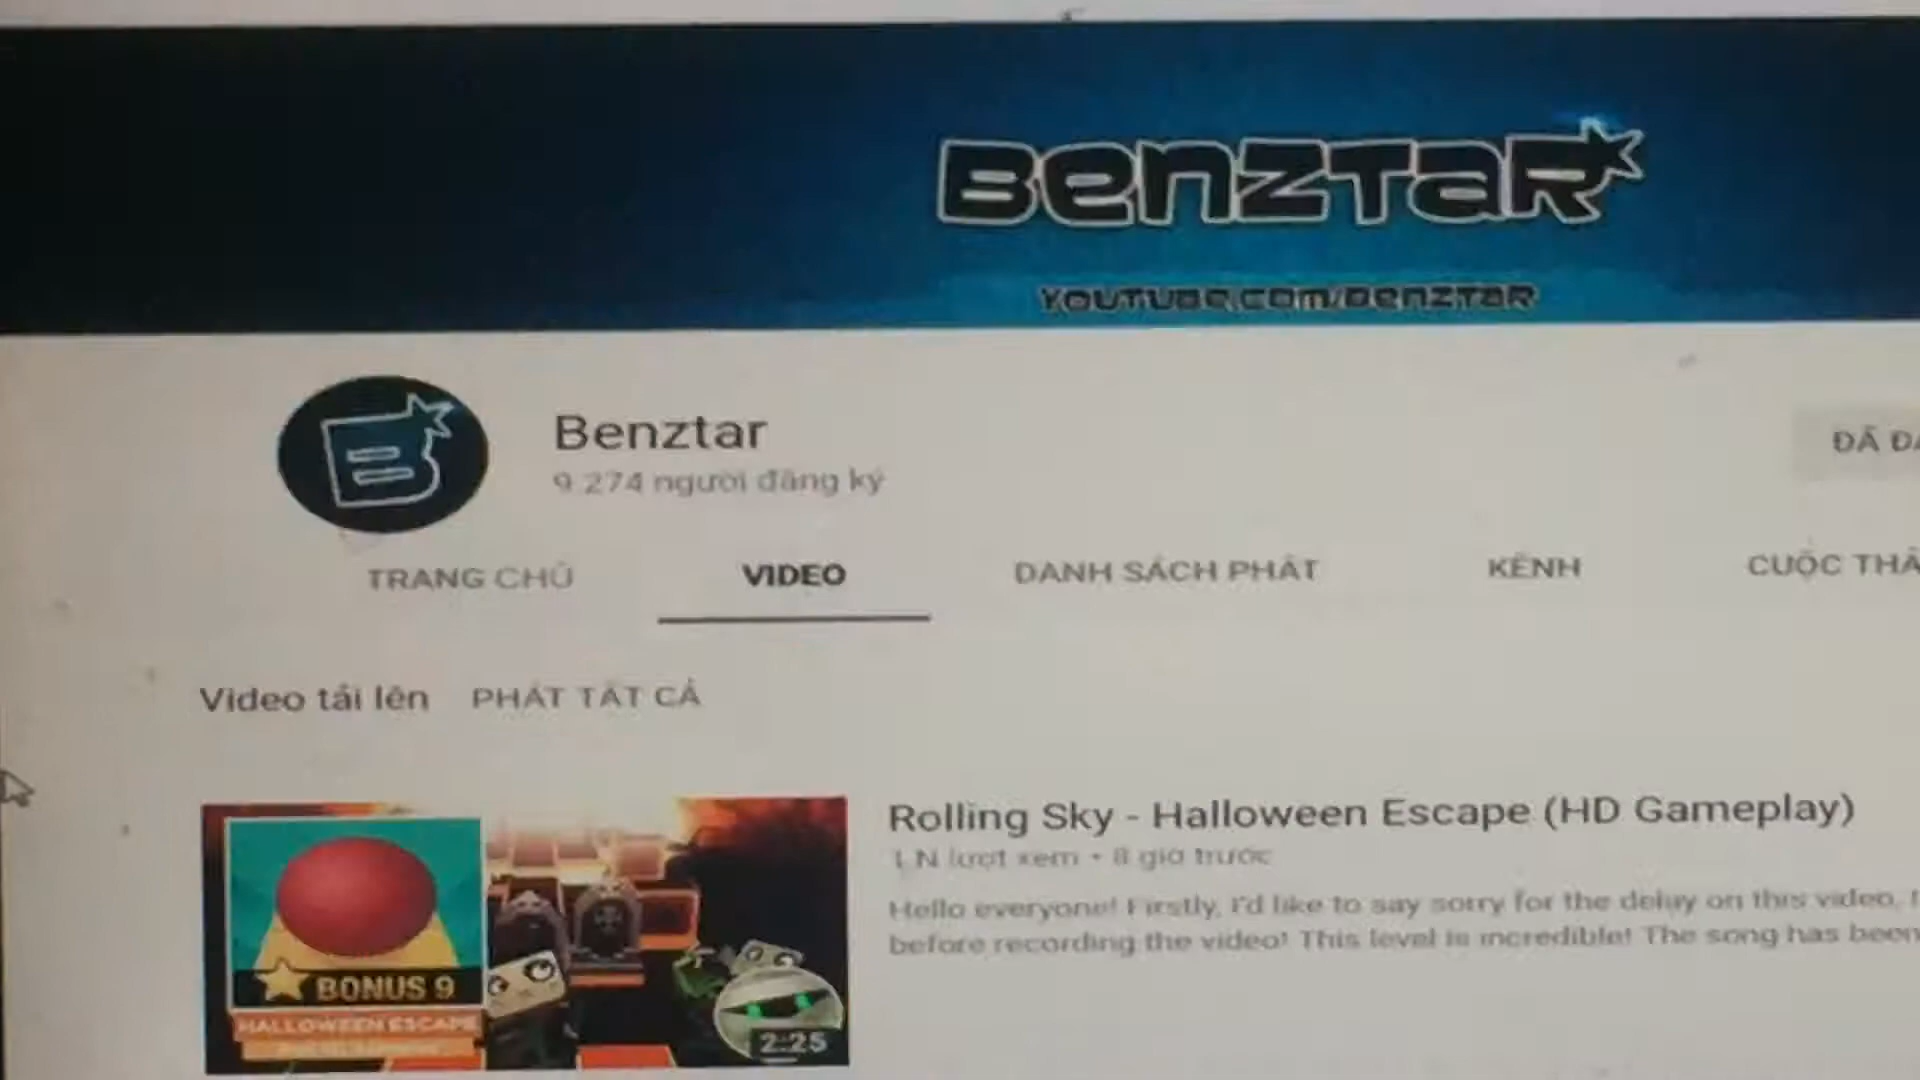 BENZTAR
YOUTUBE.COM/BENZTAR
Benztar
9.274 người đăng ký
ĐÃ ĐĂ
TRANG CHỦ
VIDEO
DANH SÁCH PHÁT
KÊNH
CUỘC THẢ
Video tải lên
PHÁT TẤT CẢ
Rolling Sky - Halloween Escape (HD Gameplay)
1 N lượt xem • 8 giờ trước
Hello everyone! Firstly, I'd like to say sorry for the delay on this video, I
before recording the video! This level is incredible! The song has been
B
BONUS 9
HALLOWEEN ESCAPE
2:25